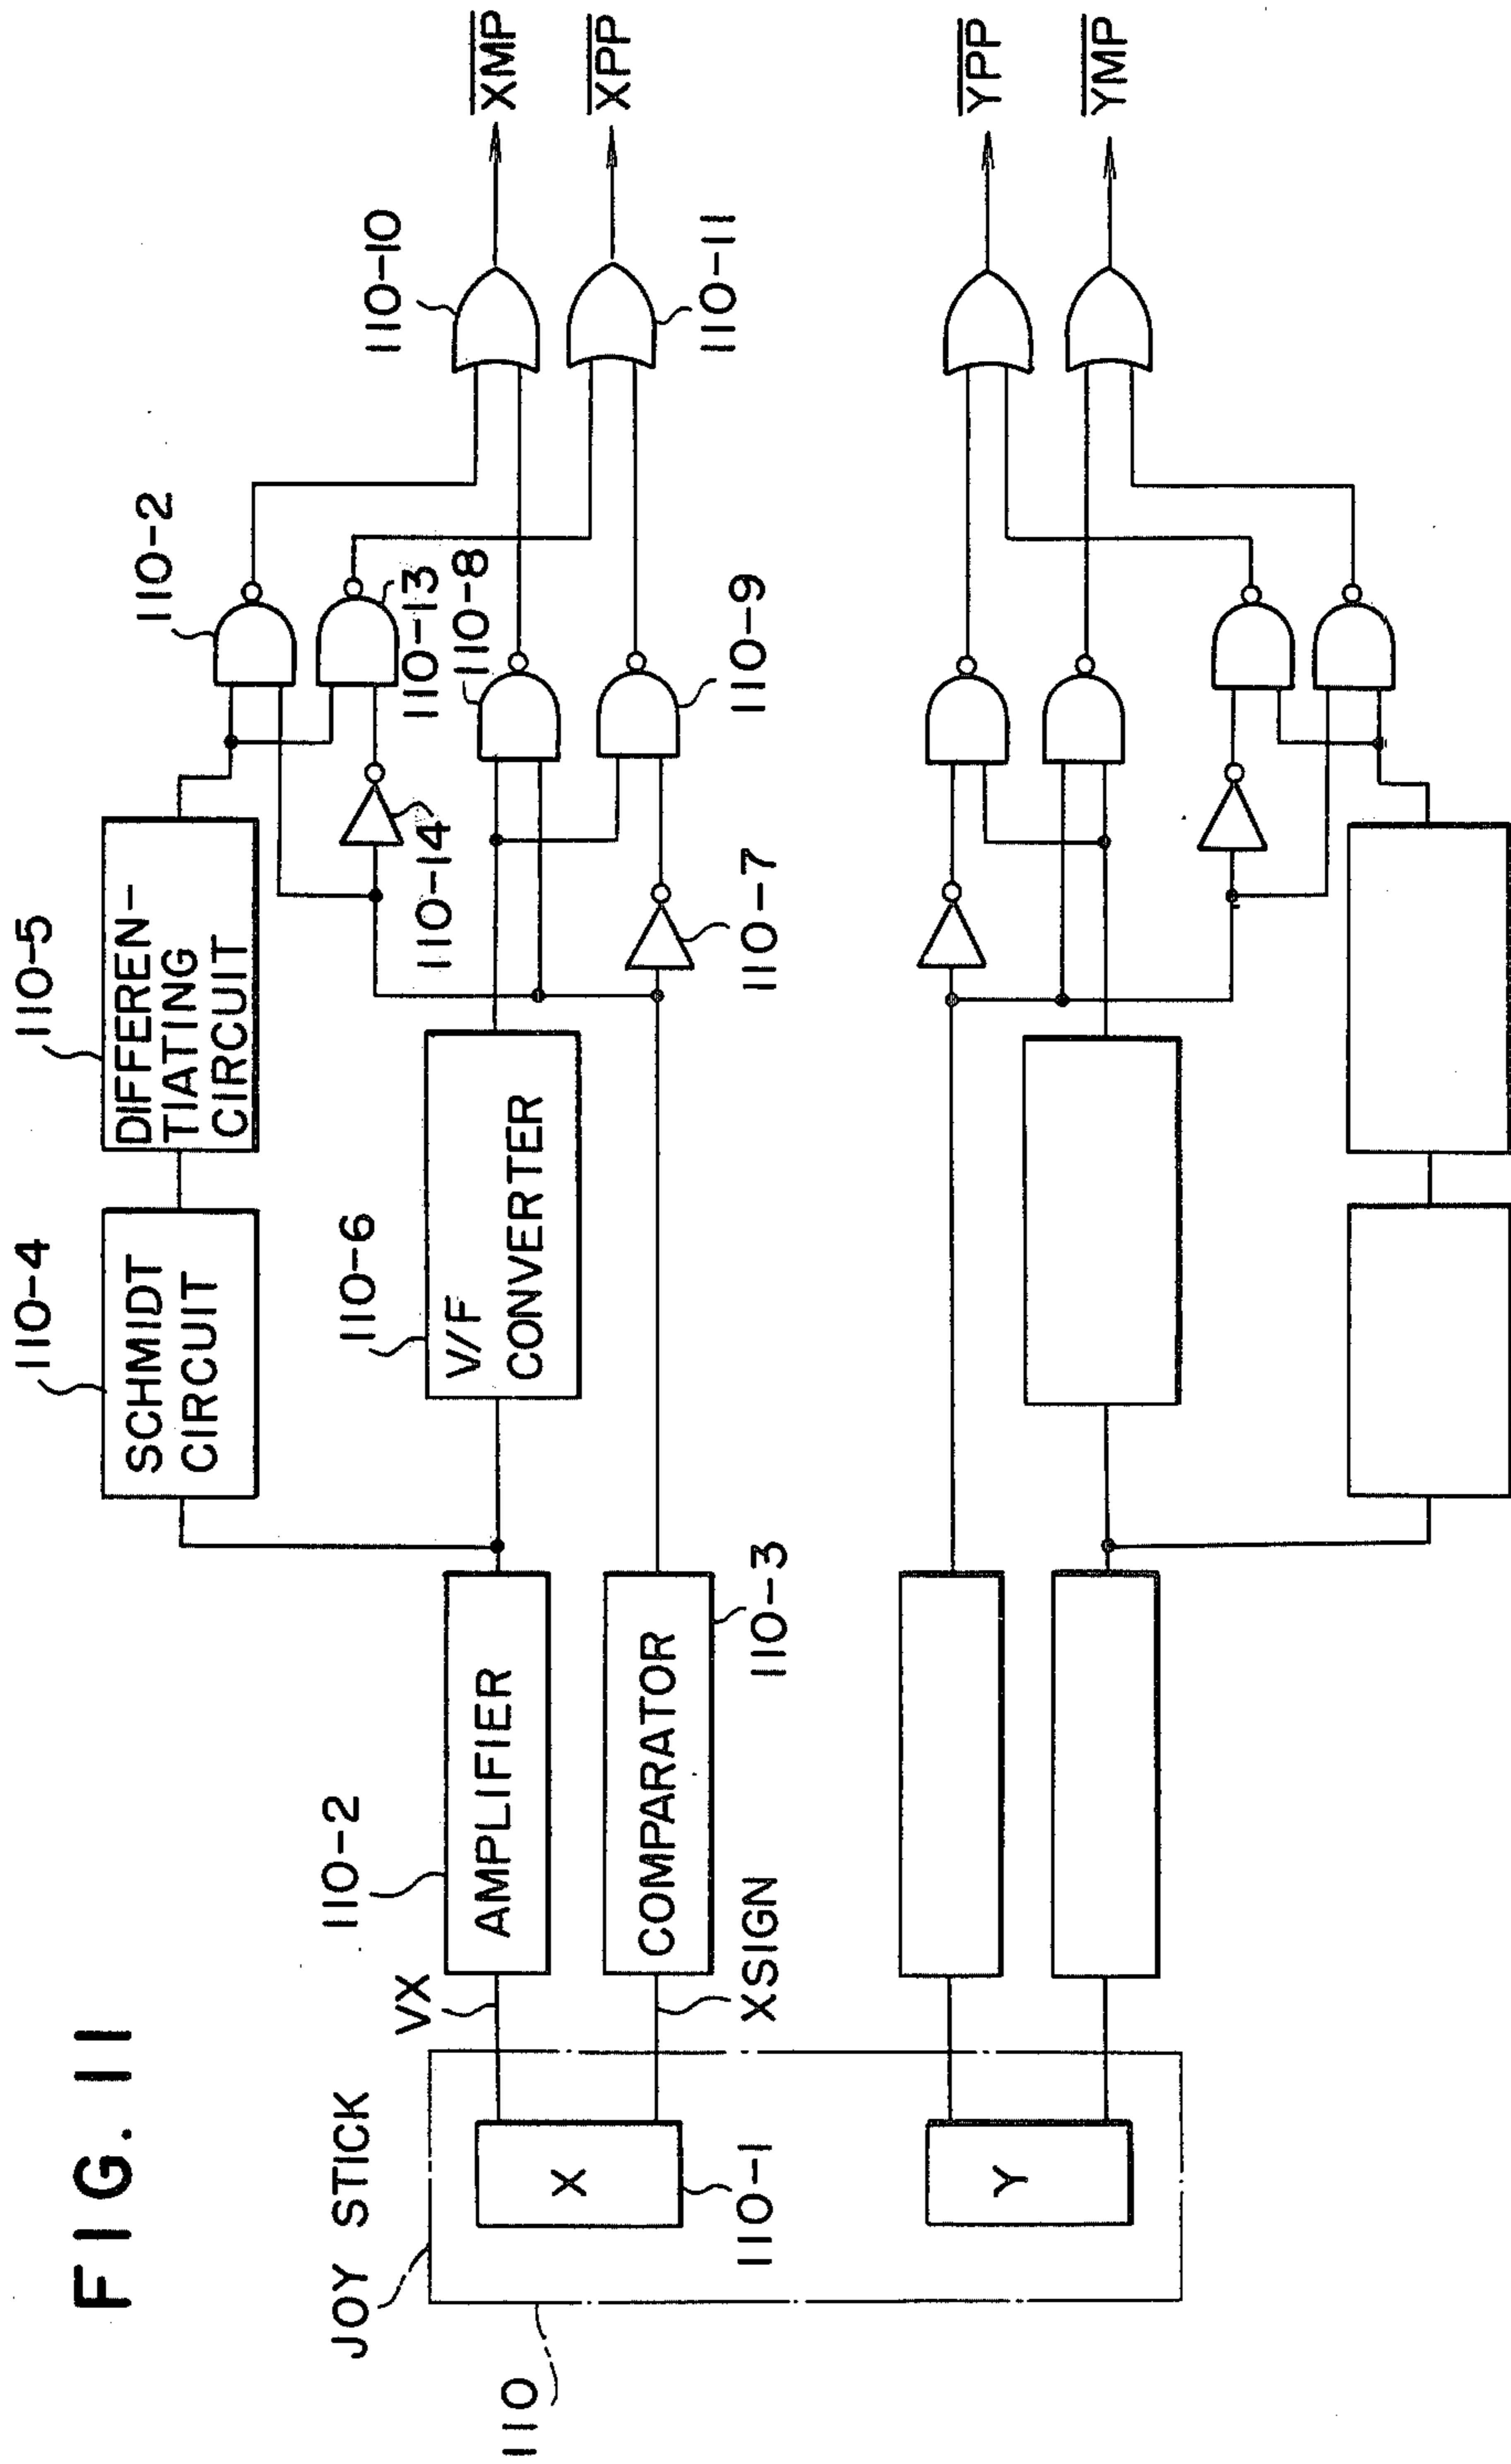 FIG. 11
JOY STICK
110
X
110-1
Y
VX
XSIGN
110-2
AMPLIFIER
COMPARATOR
110-3
110-4
SCHMIDT
CIRCUIT
110-5
DIFFEREN-
TIATING
CIRCUIT
110-6
V/F
CONVERTER
110-7
110-14
110-2
110-13
110-8
110-9
110-10
110-11
XMP
XPP
YPP
YMP